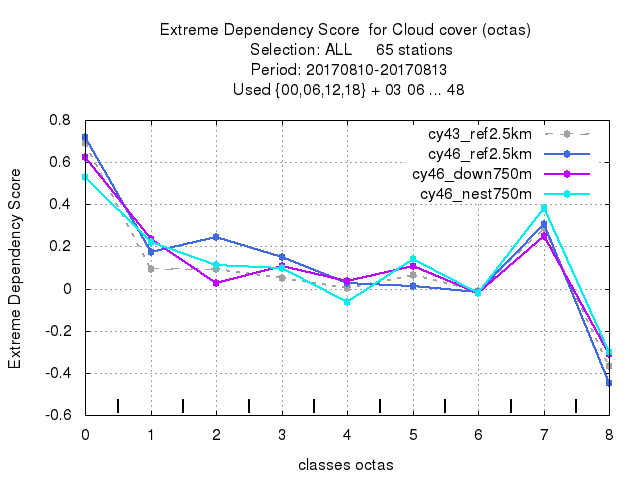 Extreme Dependency Score  for Cloud cover (octas)
Selection: ALL     65 stations
Period: 20170810-20170813
Used {00,06,12,18} + 03 06 ... 48
Extreme Dependency Score
0.8
0.6
0.4
0.2
0
-0.2
-0.4
-0.6
cy43_ref2.5km
cy46_ref2.5km
cy46_down750m
cy46_nest750m
0 1 2 3 4 5 6 7 8
classes octas